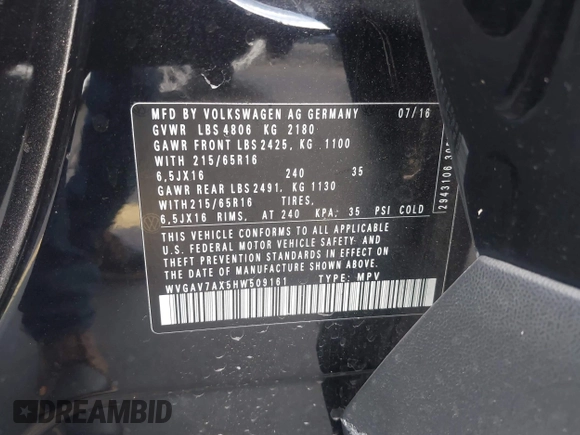 MFD BY VOLKSWAGEN AG GERMANY 07/16
GVWR LBS 4806 KG 2180
GAWR FRONT LBS 2425, KG 1100
WITH 215/65R16
6,5JX16 240 35
GAWR REAR LBS 2491, KG 1130
WITH 215/65R16 TIRES,
6,5JX16 RIMS, AT 240 KPA, 35 PSI COLD
THIS VEHICLE CONFORMS TO ALL APPLICABLE
U.S. FEDERAL MOTOR VEHICLE SAFETY AND
THEFT PREVENTION STANDARDS IN EFFECT
ON THE DATE OF MANUFACTURE SHOWN ABOVE
WVGAV7AX5HW509161 TYPE: MPV
2943106
DREAMBID